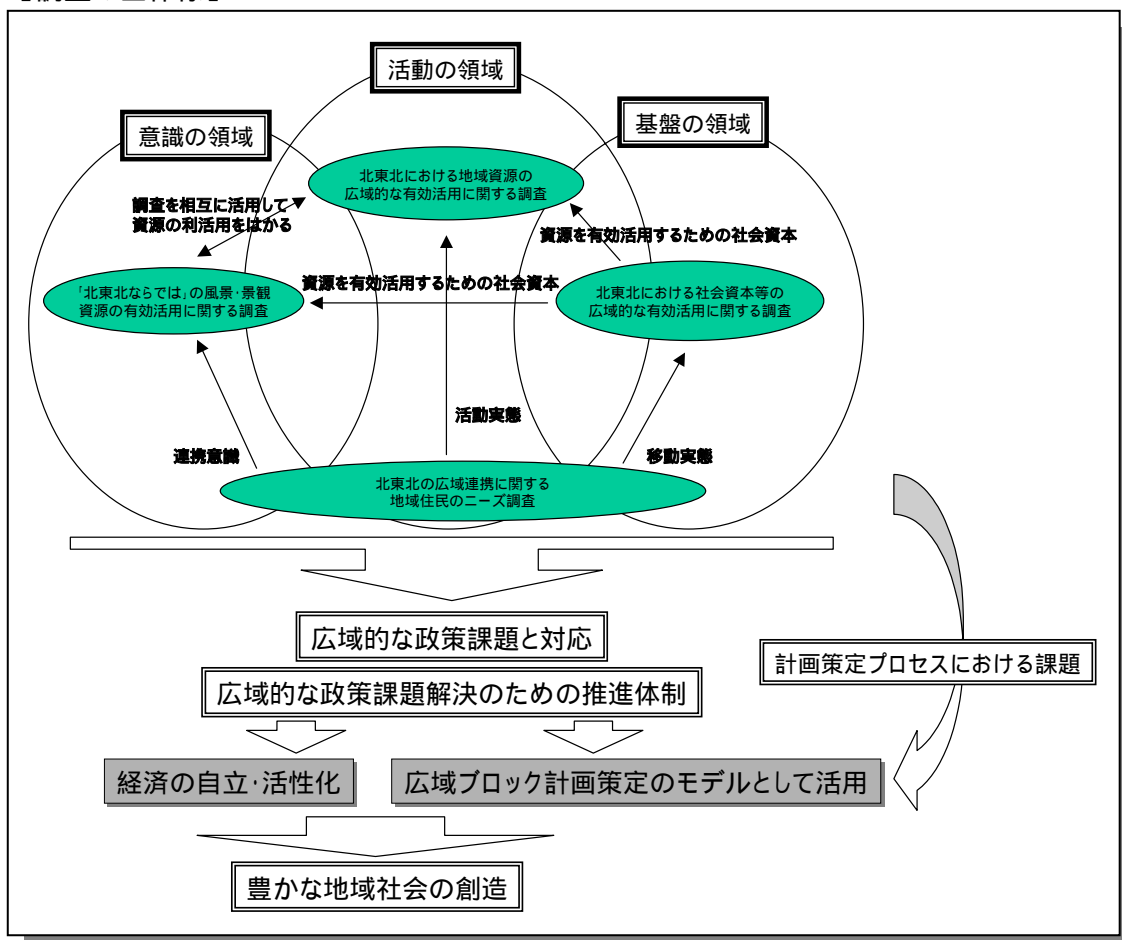 活動の領域
意識の領域
基盤の領域
北東北における地域資源の
広域的な有効活用に関する調査
調査を相互に活用して
資源の利活用をはかる
資源を有効活用するための社会資本
資源を有効活用するための社会資本
「北東北ならでは」の風景・景観
資源の有効活用に関する調査
北東北における社会資本等の
広域的な有効活用に関する調査
活動実態
連携意識
移動実態
北東北の広域連携に関する
地域住民のニーズ調査
広域的な政策課題と対応
計画策定プロセスにおける課題
広域的な政策課題解決のための推進体制
経済の自立・活性化
広域ブロック計画策定のモデルとして活用
豊かな地域社会の創造